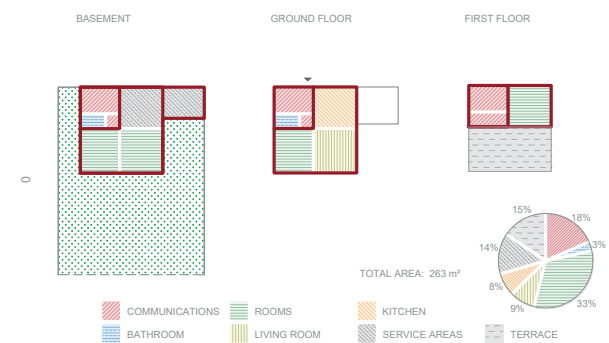 BASEMENT GROUND FLOOR FIRST FLOOR
0
15% 18%
14% 3%
TOTAL AREA: 263 m²
8%
9% 33%
COMMUNICATIONS ROOMS KITCHEN
BATHROOM LIVING ROOM SERVICE AREAS TERRACE